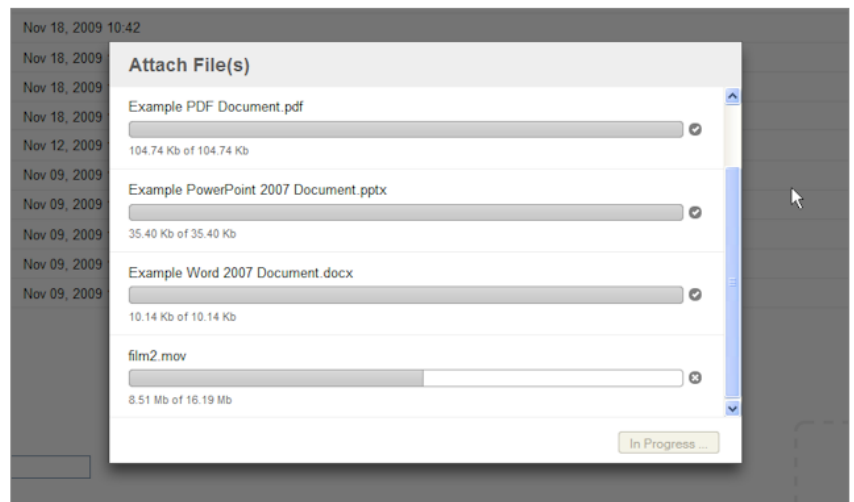 Nov 18, 2009 10:42
Nov 18, 2009
Nov 18, 2009
Nov 18, 2009
Nov 12, 2009
Nov 09, 2009
Nov 09, 2009
Nov 09, 2009
Nov 09, 2009
Nov 09, 2009
Attach File(s)
Example PDF Document.pdf
104.74 Kb of 104.74 Kb
Example PowerPoint 2007 Document.pptx
35.40 Kb of 35.40 Kb
Example Word 2007 Document.docx
10.14 Kb of 10.14 Kb
film2.mov
8.51 Mb of 16.19 Mb
In Progress ...